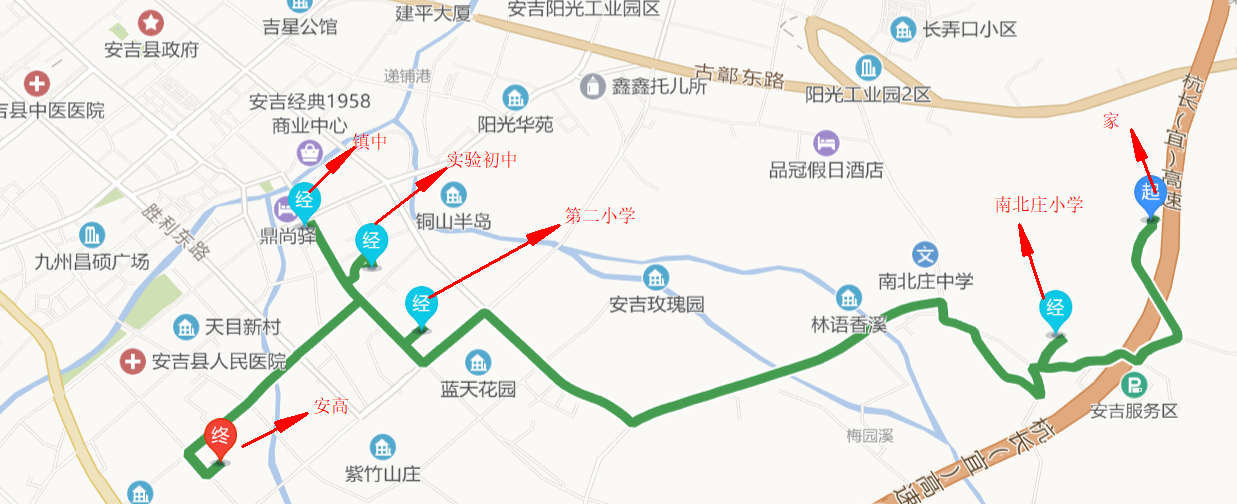 吉星公馆
建平大厦
安吉阳光工业园区
安吉县政府
长弄口小区
递铺港
古鄣东路
鑫鑫托儿所
阳光工业园2区
吉县中医医院
安吉经典1958
商业中心
阳光华苑
杭长(宜)高速
家
镇中
实验初中
品冠假日酒店
经
起
铜山半岛
第二小学
南北庄小学
胜利东路
鼎尚驿
经
九州昌硕广场
文
南北庄中学
经
安吉玫瑰园
经
林语香溪
天目新村
安吉县人民医院
蓝天花园
P
安吉服务区
安高
终
梅园溪
杭长(宜)高速
紫竹山庄